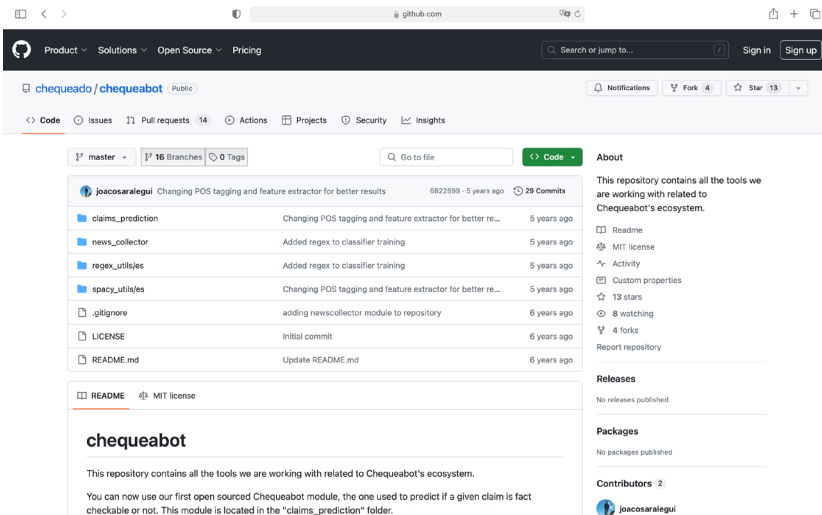 github.com
Product Solutions Open Source Pricing Search or jump to... / Sign in Sign up
chequeado / chequeabot Public Notifications Fork 4 Star 13
Code Issues Pull requests 14 Actions Projects Security Insights
master 16 Branches 0 Tags Go to file Code
joacosaralegui Changing POS tagging and feature extractor for better results 6822899 · 5 years ago 29 Commits
claims_prediction Changing POS tagging and feature extractor for better re... 5 years ago
news_collector Added regex to classifier training 5 years ago
regex_utils/es Added regex to classifier training 5 years ago
spacy_utils/es Changing POS tagging and feature extractor for better re... 5 years ago
.gitignore adding newscollector module to repository 6 years ago
LICENSE Initial commit 6 years ago
README.md Update README.md 6 years ago
README MIT license
chequeabot
This repository contains all the tools we are working with related to Chequeabot's ecosystem.
You can now use our first open sourced Chequeabot module, the one used to predict if a given claim is fact
checkable or not. This module is located in the "claims_prediction" folder.
About
This repository contains all the tools we
are working with related to
Chequeabot's ecosystem.
Readme
MIT license
Activity
Custom properties
13 stars
8 watching
4 forks
Report repository
Releases
No releases published
Packages
No packages published
Contributors 2
joacosaralegui